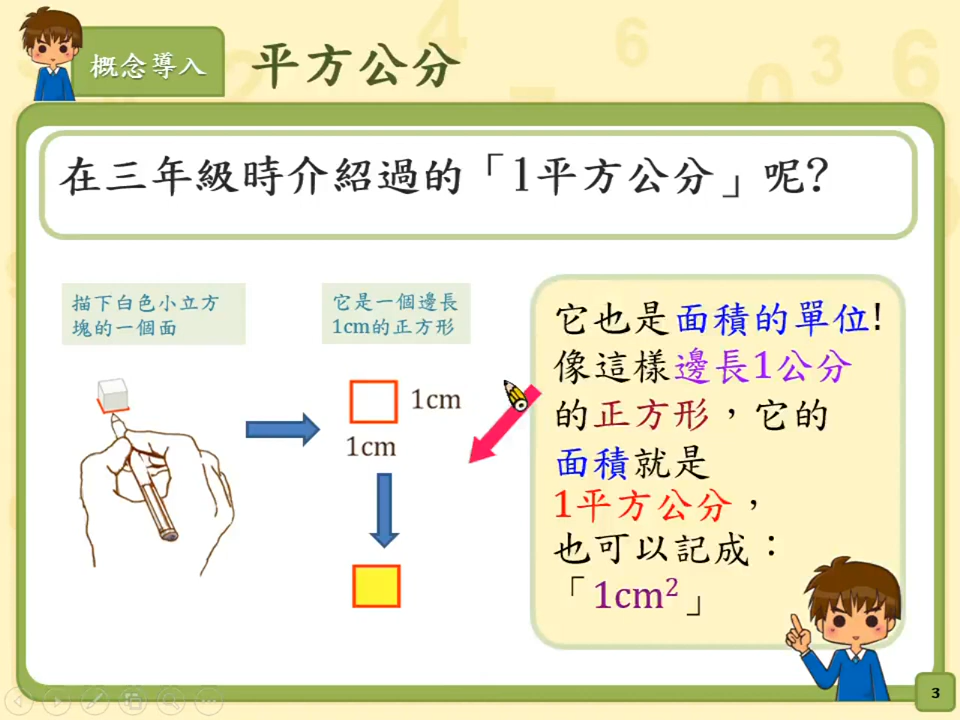 概念導入
平方公分
在三年級時介紹過的「1平方公分」呢?
描下白色小立方
塊的一個面
它是一個邊長
1cm的正方形
1cm
1cm
它也是面積的單位!
像這樣邊長1公分
的正方形，它的
面積就是
1平方公分，
也可以記成：
「1cm²」
3